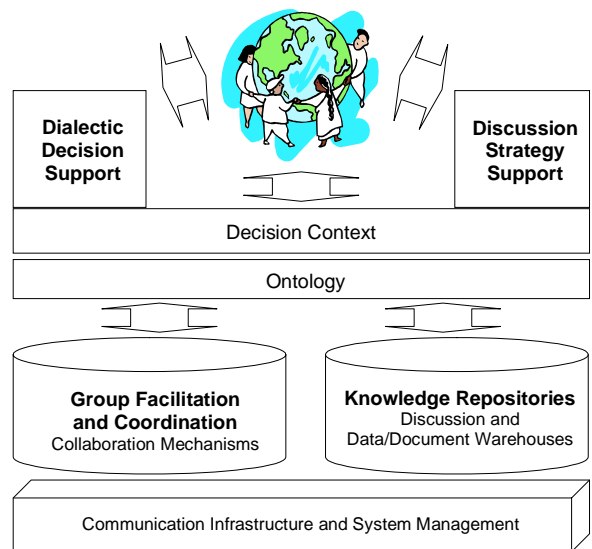 Dialectic
Decision
Support
Discussion
Strategy
Support
Decision Context
Ontology
Group Facilitation
and Coordination
Collaboration Mechanisms
Knowledge Repositories
Discussion and
Data/Document Warehouses
Communication Infrastructure and System Management